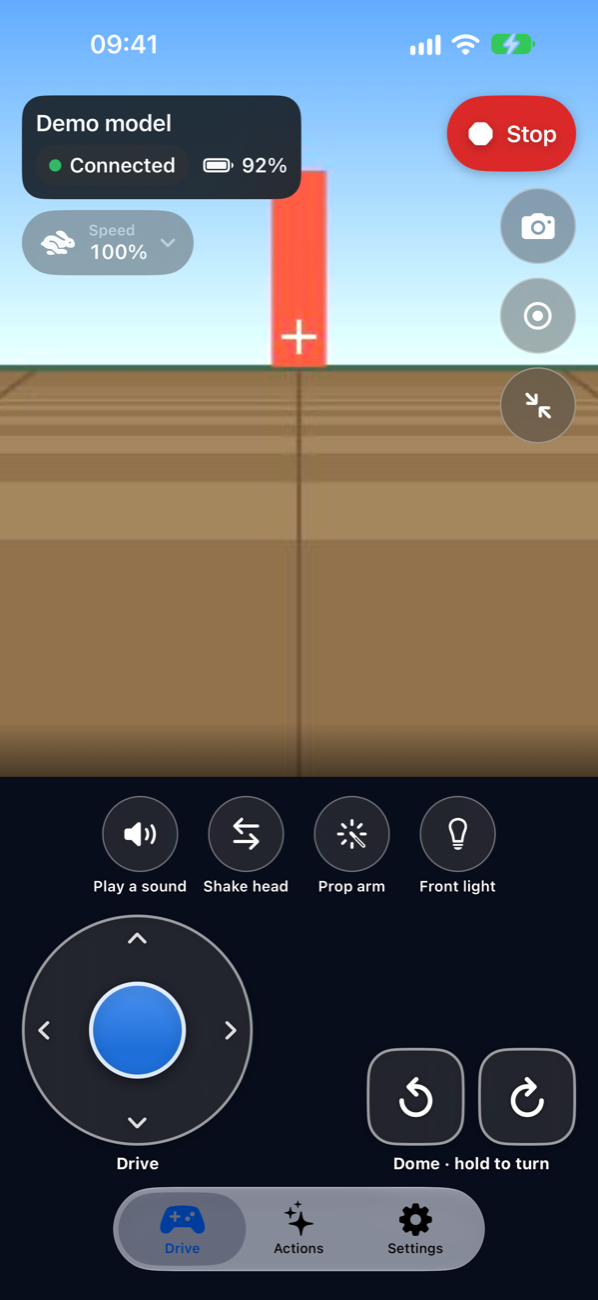 09:41
Demo model
Stop
Connected 92%
Speed
100%
Play a sound
Shake head
Prop arm
Front light
Drive
Dome · hold to turn
Drive
Actions
Settings